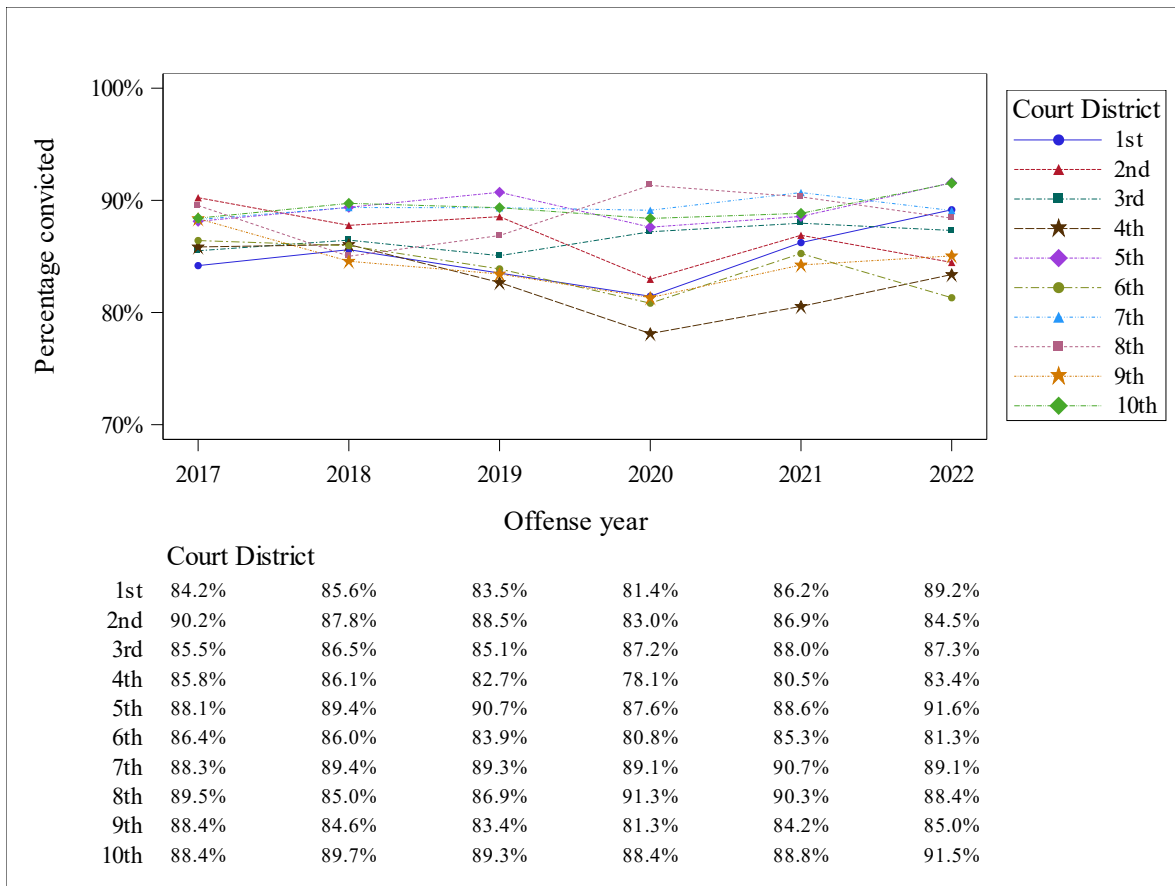 100%
90%
80%
70%
Percentage convicted
2017 2018 2019 2020 2021 2022
Offense year
Court District
1st
2nd
3rd
4th
5th
6th
7th
8th
9th
10th
Court District
1st 84.2% 85.6% 83.5% 81.4% 86.2% 89.2%
2nd 90.2% 87.8% 88.5% 83.0% 86.9% 84.5%
3rd 85.5% 86.5% 85.1% 87.2% 88.0% 87.3%
4th 85.8% 86.1% 82.7% 78.1% 80.5% 83.4%
5th 88.1% 89.4% 90.7% 87.6% 88.6% 91.6%
6th 86.4% 86.0% 83.9% 80.8% 85.3% 81.3%
7th 88.3% 89.4% 89.3% 89.1% 90.7% 89.1%
8th 89.5% 85.0% 86.9% 91.3% 90.3% 88.4%
9th 88.4% 84.6% 83.4% 81.3% 84.2% 85.0%
10th 88.4% 89.7% 89.3% 88.4% 88.8% 91.5%